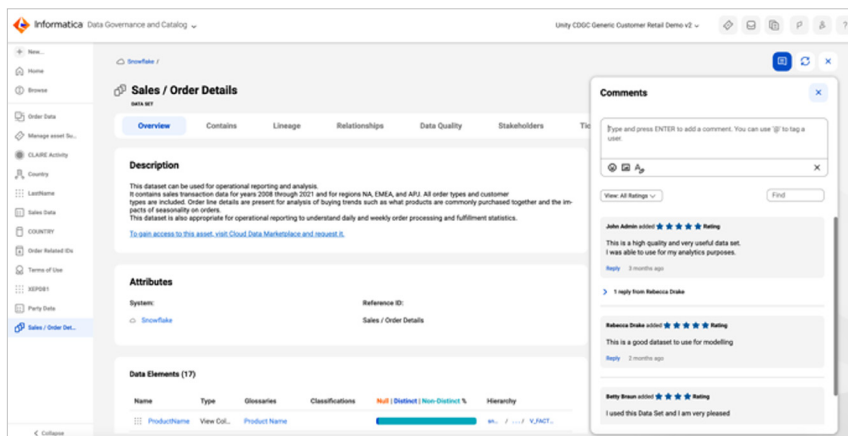 Informatica Data Governance and Catalog
Unity CDGC Generic Customer Retail Demo v2
?
New...
Home
Browse
Order Data
Manage asset Su...
CLAIRE Activity
Country
LastName
Sales Data
COUNTRY
Order Related IDs
Terms of Use
XEP0B1
Party Data
Sales / Order Det...
Collapse
Snowflake /
Sales / Order Details
DATA SET
Overview Contains Lineage Relationships Data Quality Stakeholders Tic
Description
This dataset can be used for operational reporting and analysis.
It contains sales transaction data for years 2008 through 2021 and for regions NA, EMEA, and APJ. All order types and customer
types are included. Order line details are present for analysis of buying trends such as what products are commonly purchased together and the im-
pacts of seasonality on orders.
This dataset is also appropriate for operational reporting to understand daily and weekly order processing and fulfillment statistics.
To gain access to this asset, visit Cloud Data Marketplace and request it.
Attributes
System: Reference ID:
Snowflake Sales / Order Details
Data Elements (17)
Name Type Glossaries Classifications Null | Distinct | Non-Distinct % Hierarchy
ProductName View Col... Product Name en.. / ... / V_FACT...
Comments
Type and press ENTER to add a comment. You can use '@' to tag a
user.
View: All Ratings Find
John Admin added Rating
This is a high quality and very useful data set.
I was able to use for my analytics purposes.
Reply 3 months ago
1 reply from Rebecca Drake
Rebecca Drake added Rating
This is a good dataset to use for modelling
Reply 2 months ago
Betty Braun added Rating
I used this Data Set and I am very pleased